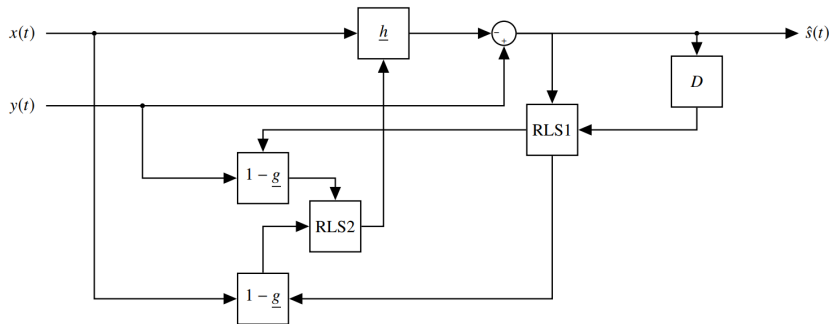 x(t)
h
-
+
ŝ(t)
D
y(t)
RLS1
1 − g
RLS2
1 − g